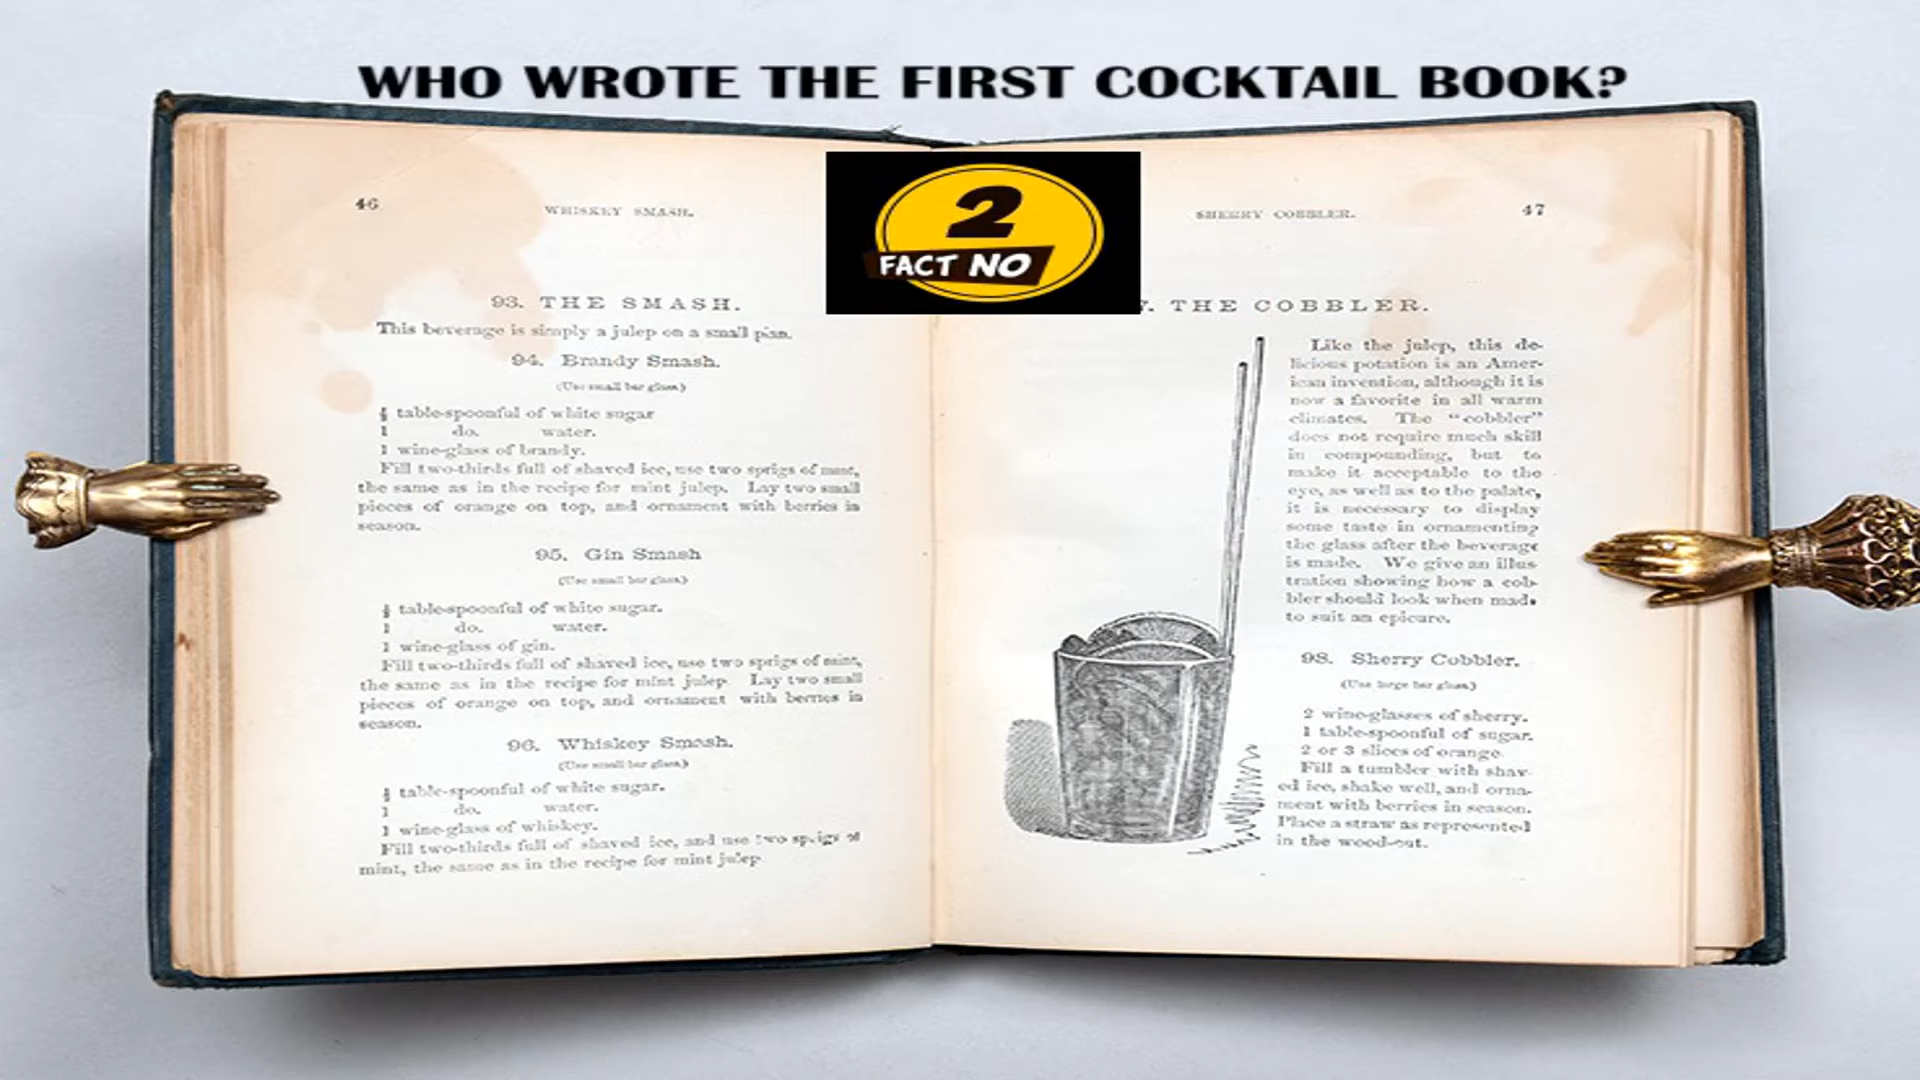 WHO WROTE THE FIRST COCKTAIL BOOK?
2
FACT NO
46
WHISKEY SMASH.
93. THE SMASH.
This beverage is simply a julep on a small plan.
94. Brandy Smash.
(Use small bar glass.)
½ table-spoonful of white sugar
1 do. water.
1 wine-glass of brandy.
Fill two-thirds full of shaved ice, use two sprigs of mint,
the same as in the recipe for mint julep. Lay two small
pieces of orange on top, and ornament with berries in
season.
95. Gin Smash
(Use small bar glass.)
½ table-spoonful of white sugar.
1 do. water.
1 wine-glass of gin.
Fill two-thirds full of shaved ice, use two sprigs of mint,
the same as in the recipe for mint julep. Lay two small
pieces of orange on top, and ornament with berries in
season.
96. Whiskey Smash.
(Use small bar glass.)
½ table-spoonful of white sugar.
1 do. water.
1 wine-glass of whiskey.
Fill two-thirds full of shaved ice, and use two sprigs of
mint, the same as in the recipe for mint julep
SHERRY COBBLER.
47
THE COBBLER.
Like the julep, this de-
licious potation is an Amer-
ican invention, although it is
now a favorite in all warm
climates. The “cobbler”
does not require much skill
in compounding, but to
make it acceptable to the
eye, as well as to the palate,
it is necessary to display
some taste in ornamenting
the glass after the beverage
is made. We give an illus-
tration showing how a cob-
bler should look when made
to suit an epicure.
98. Sherry Cobbler.
(Use large bar glass.)
2 wine-glasses of sherry.
1 table-spoonful of sugar.
2 or 3 slices of orange
Fill a tumbler with shav-
ed ice, shake well, and orna-
ment with berries in season.
Place a straw as represented
in the wood-cut.